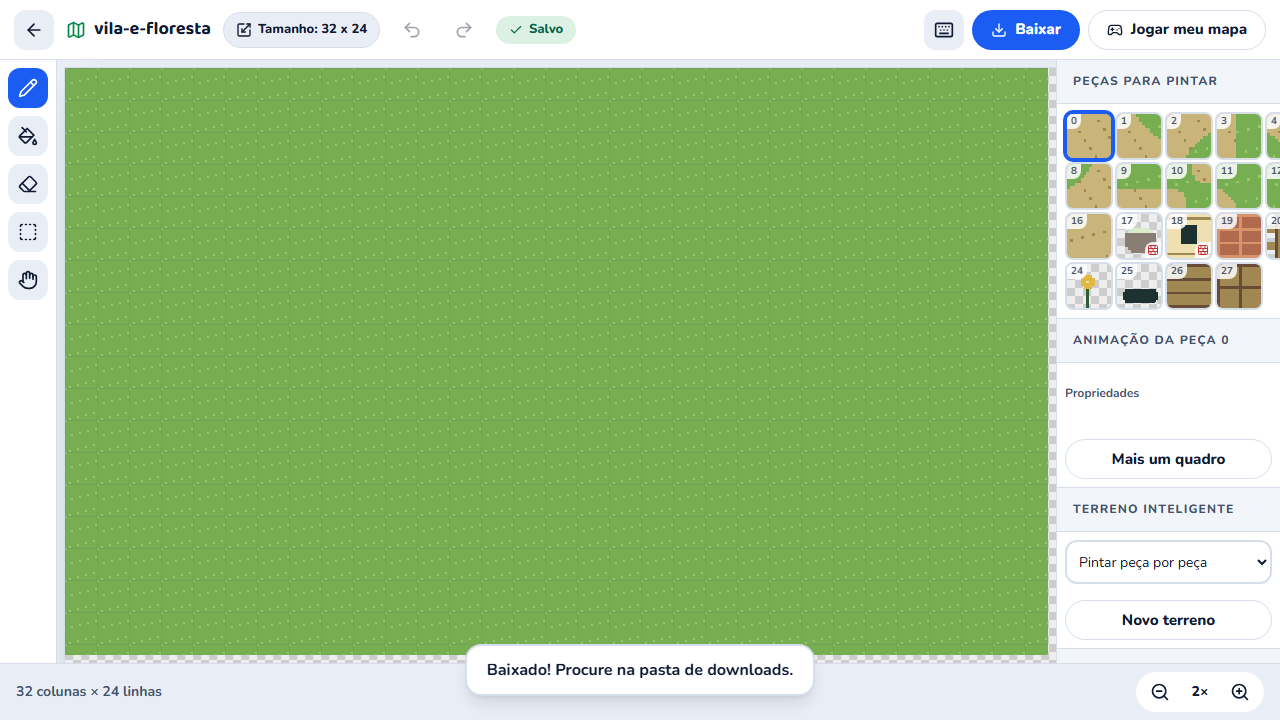 vila-e-floresta
Tamanho: 32 x 24
Salvo
Baixar
Jogar meu mapa
PEÇAS PARA PINTAR
0 1 2 3 4
8 9 10 11 12
16 17 18 19 20
24 25 26 27
ANIMAÇÃO DA PEÇA 0
Propriedades
Mais um quadro
TERRENO INTELIGENTE
Pintar peça por peça
Novo terreno
Baixado! Procure na pasta de downloads.
32 colunas × 24 linhas
2×